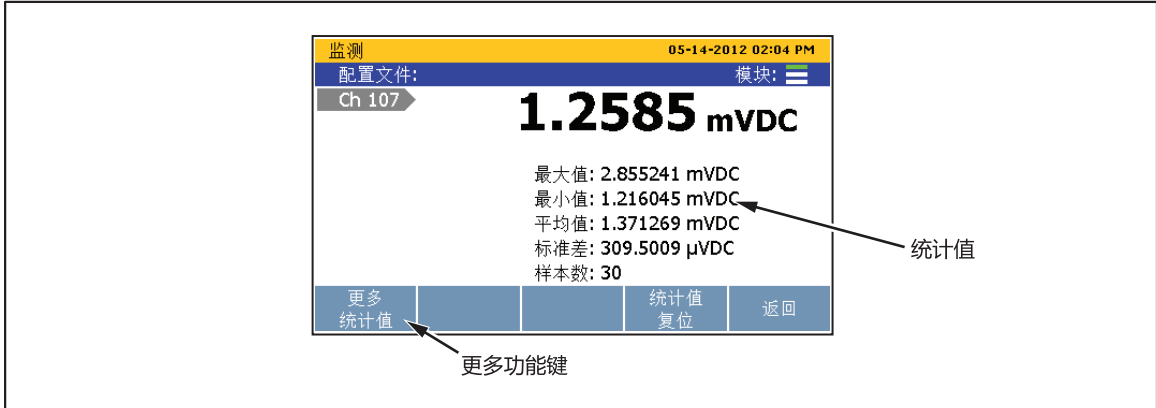 监测 05-14-2012 02:04 PM
配置文件: 模块:
Ch 107
1.2585 mVDC
最大值: 2.855241 mVDC
最小值: 1.216045 mVDC
平均值: 1.371269 mVDC
标准差: 309.5009 µVDC
样本数: 30
统计值
更多
统计值
统计值
复位
返回
更多功能键